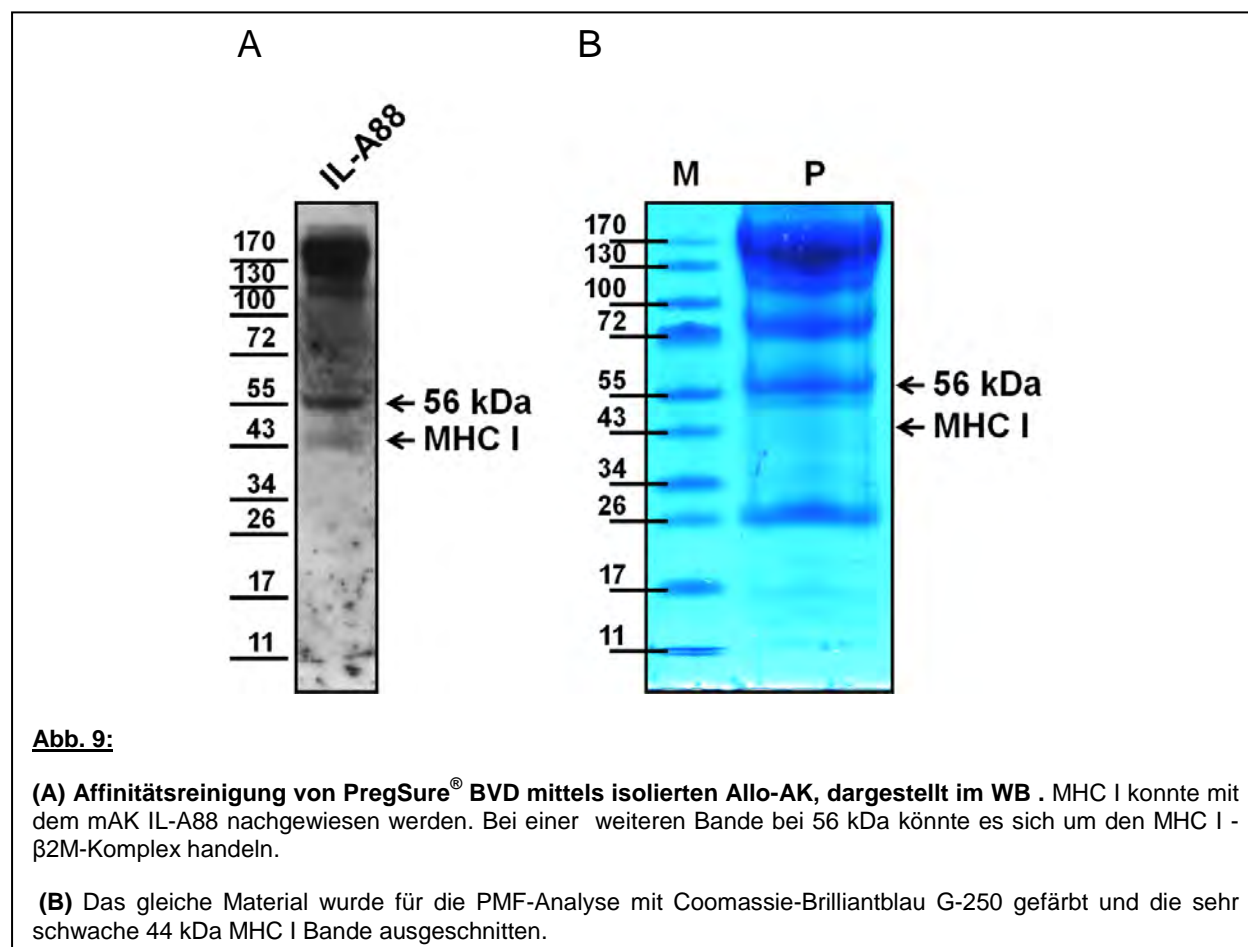 A B
IL-A88
M P
170
130
100
72
55
43
34
26
17
11
← 56 kDa
← MHC I
170
130
100
72
55
43
34
26
17
11
← 56 kDa
← MHC I
Abb. 9:
(A) Affinitätsreinigung von PregSure® BVD mittels isolierten Allo-AK, dargestellt im WB . MHC I konnte mit
dem mAK IL-A88 nachgewiesen werden. Bei einer weiteren Bande bei 56 kDa könnte es sich um den MHC I -
β2M-Komplex handeln.
(B) Das gleiche Material wurde für die PMF-Analyse mit Coomassie-Brilliantblau G-250 gefärbt und die sehr
schwache 44 kDa MHC I Bande ausgeschnitten.